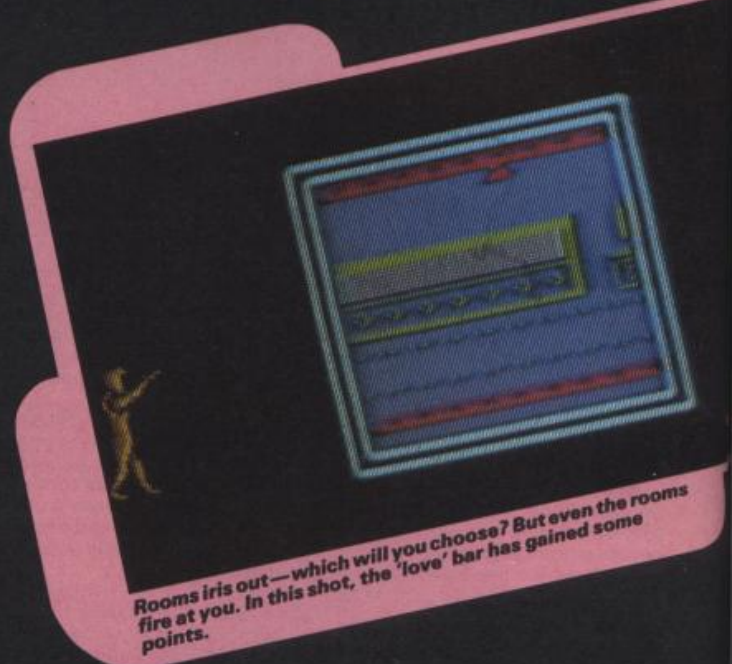 Rooms iris out—which will you choose? But even the rooms
fire at you. In this shot, the 'love' bar has gained some
points.